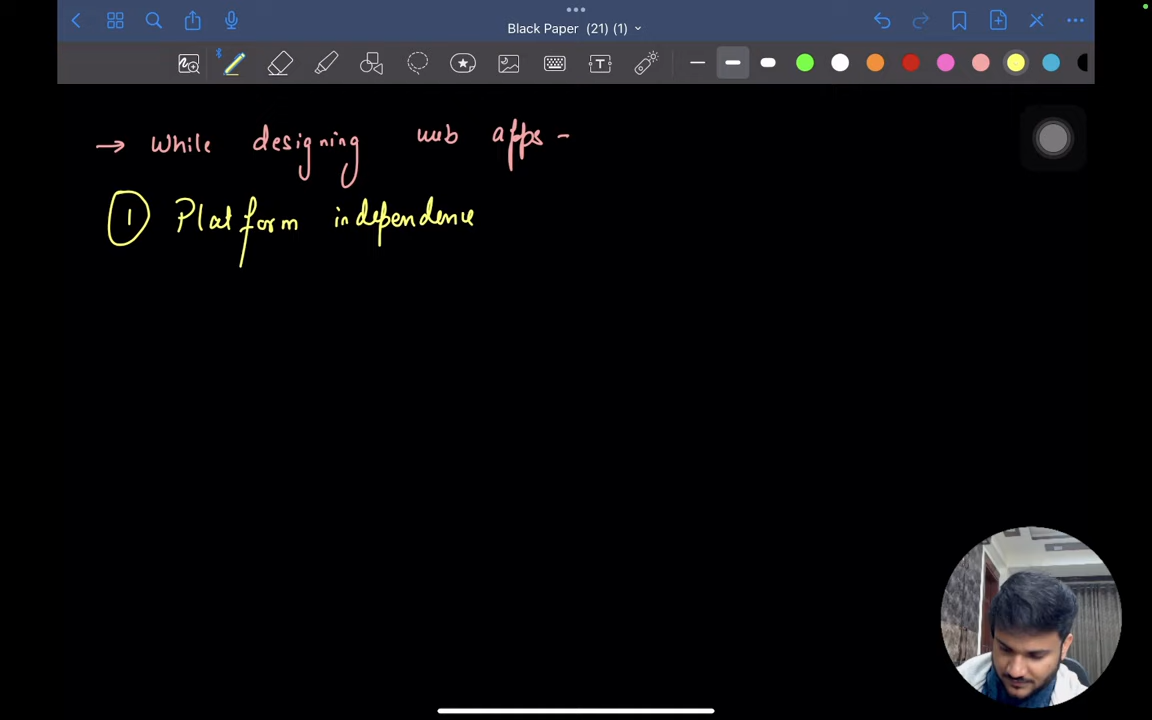 Black Paper (21) (1)
→ While designing web apps -
① Platform independence